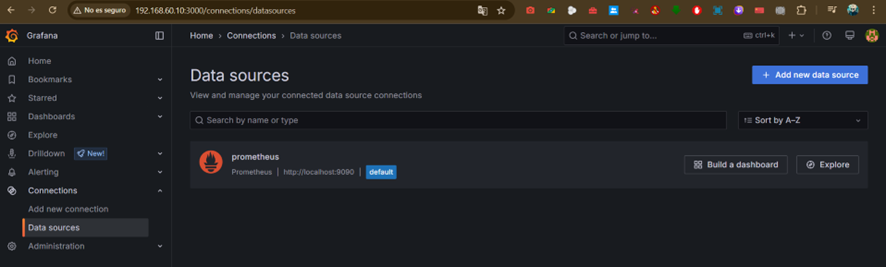 No es seguro 192.168.60.10:3000/connections/datasources
Grafana
Home > Connections > Data sources
Search or jump to...
ctrl+k
Home
Bookmarks
Starred
Dashboards
Explore
Drilldown New!
Alerting
Connections
Add new connection
Data sources
Administration
Data sources
Add new data source
View and manage your connected data source connections
Search by name or type
Sort by A–Z
prometheus
Prometheus | http://localhost:9090 | default
Build a dashboard
Explore